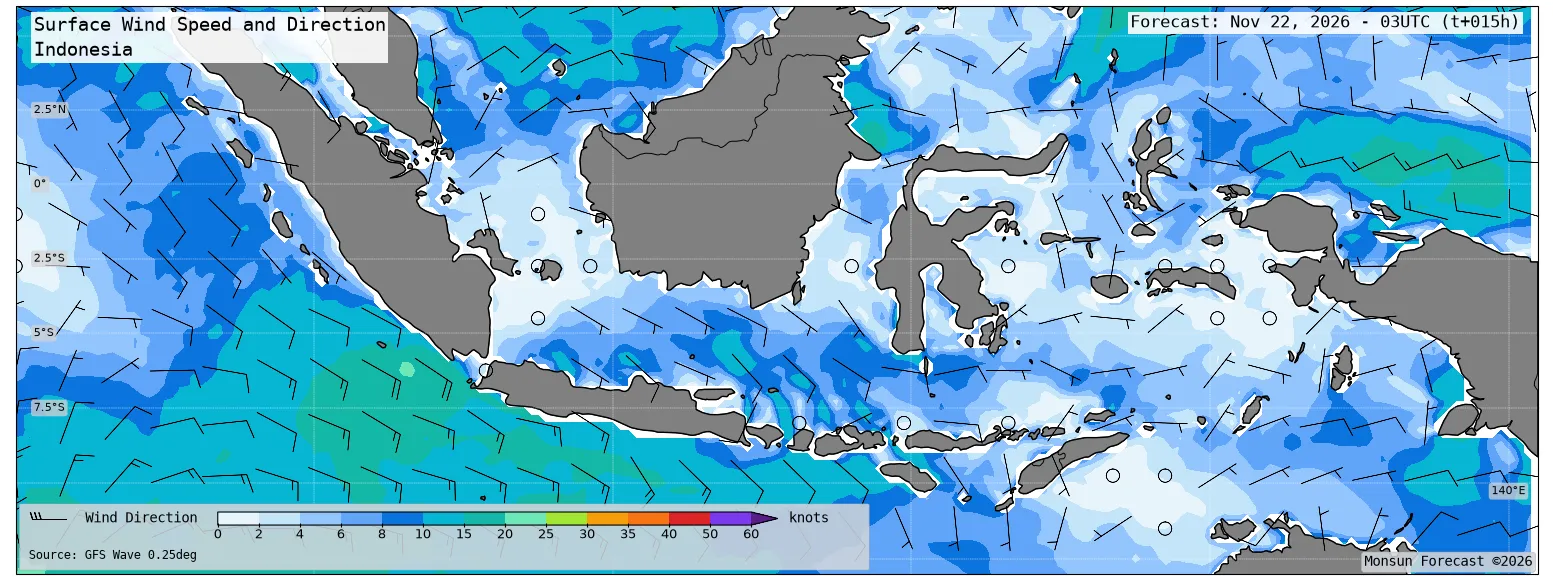 Surface Wind Speed and Direction
Indonesia
Forecast: Nov 22, 2026 - 03UTC (t+015h)
2.5°N
0°
2.5°S
5°S
7.5°S
140°E
Wind Direction
0 2 4 6 8 10 15 20 25 30 40 50 60
knots
Source: GFS Wave 0.25deg
Monsun Forecast ©2026